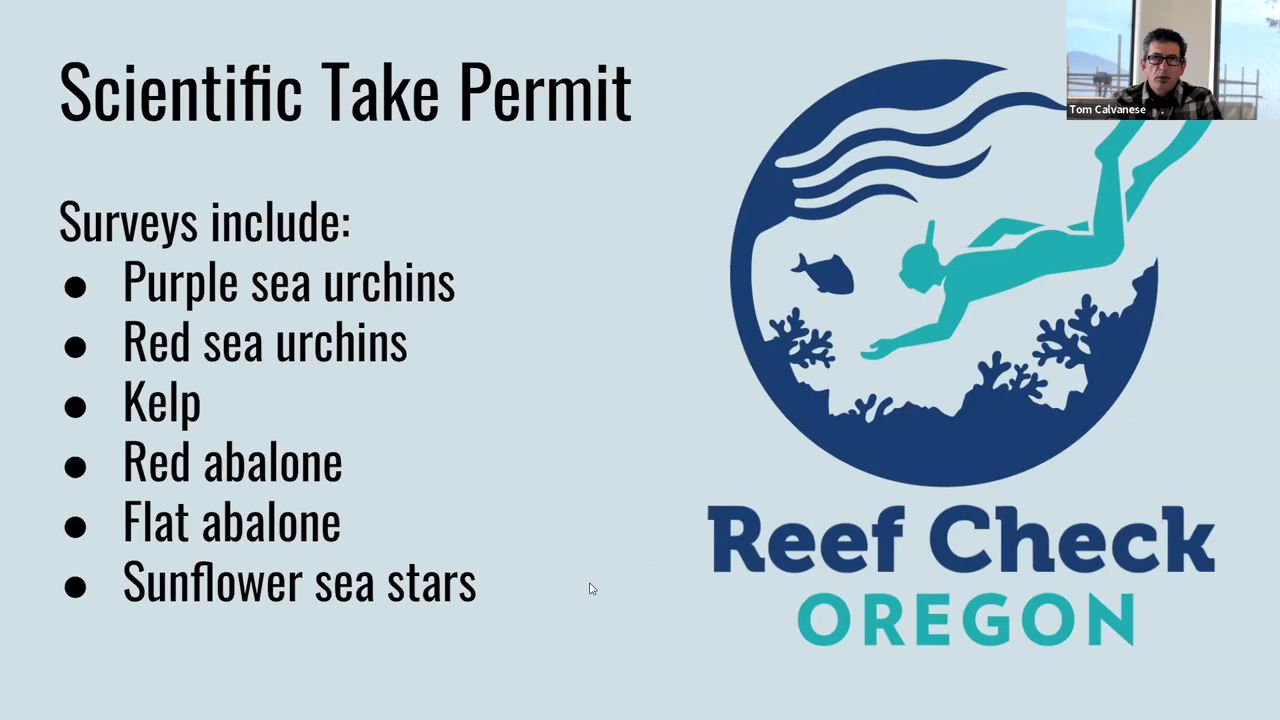 Scientific Take Permit
Surveys include:
● Purple sea urchins
● Red sea urchins
● Kelp
● Red abalone
● Flat abalone
● Sunflower sea stars
Tom Calvanese
Reef Check
OREGON